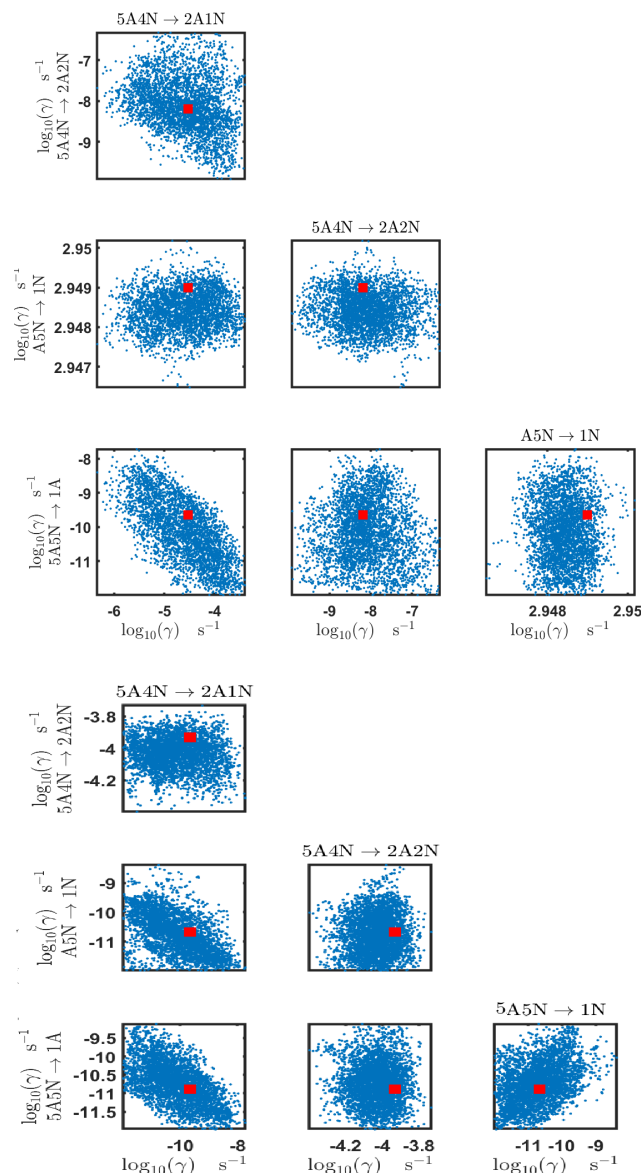 5A4N → 2A1N
log₁₀(γ) s⁻¹
5A4N → 2A2N
-7
-8
-9
5A4N → 2A2N
log₁₀(γ) s⁻¹
A5N → 1N
2.95
2.949
2.948
2.947
A5N → 1N
log₁₀(γ) s⁻¹
5A5N → 1A
-8
-9
-10
-11
-6 -5 -4
-9 -8 -7
2.948 2.95
log₁₀(γ) s⁻¹ log₁₀(γ) s⁻¹ log₁₀(γ) s⁻¹
5A4N → 2A1N
log₁₀(γ) s⁻¹
5A4N → 2A2N
-3.8
-4
-4.2
5A4N → 2A2N
log₁₀(γ) s⁻¹
A5N → 1N
-9
-10
-11
5A5N → 1N
log₁₀(γ) s⁻¹
5A5N → 1A
-9.5
-10
-10.5
-11
-11.5
-10 -8
-4.2 -4 -3.8
-11 -10 -9
log₁₀(γ) s⁻¹ log₁₀(γ) s⁻¹ log₁₀(γ) s⁻¹